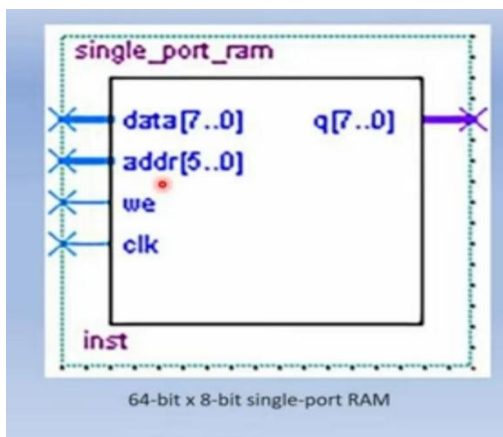 single_port_ram
data[7..0] q[7..0]
addr[5..0]
we
clk
inst
64-bit x 8-bit single-port RAM